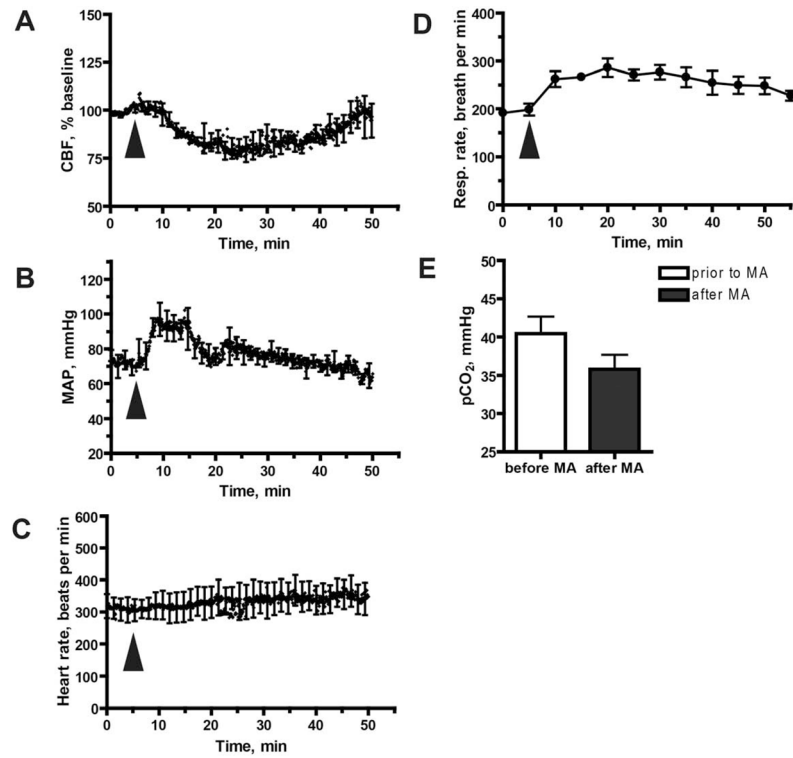 A
CBF, % baseline
150
125
100
75
50
0 10 20 30 40 50
Time, min
B
MAP, mmHg
120
100
80
60
40
20
0 10 20 30 40 50
Time, min
C
Heart rate, beats per min
600
500
400
300
200
100
0
0 10 20 30 40 50
Time, min
D
Resp. rate, breath per min
400
300
200
100
0
0 10 20 30 40 50
Time, min
E
pCO2, mmHg
50
45
40
35
30
25
before MA after MA
prior to MA
after MA